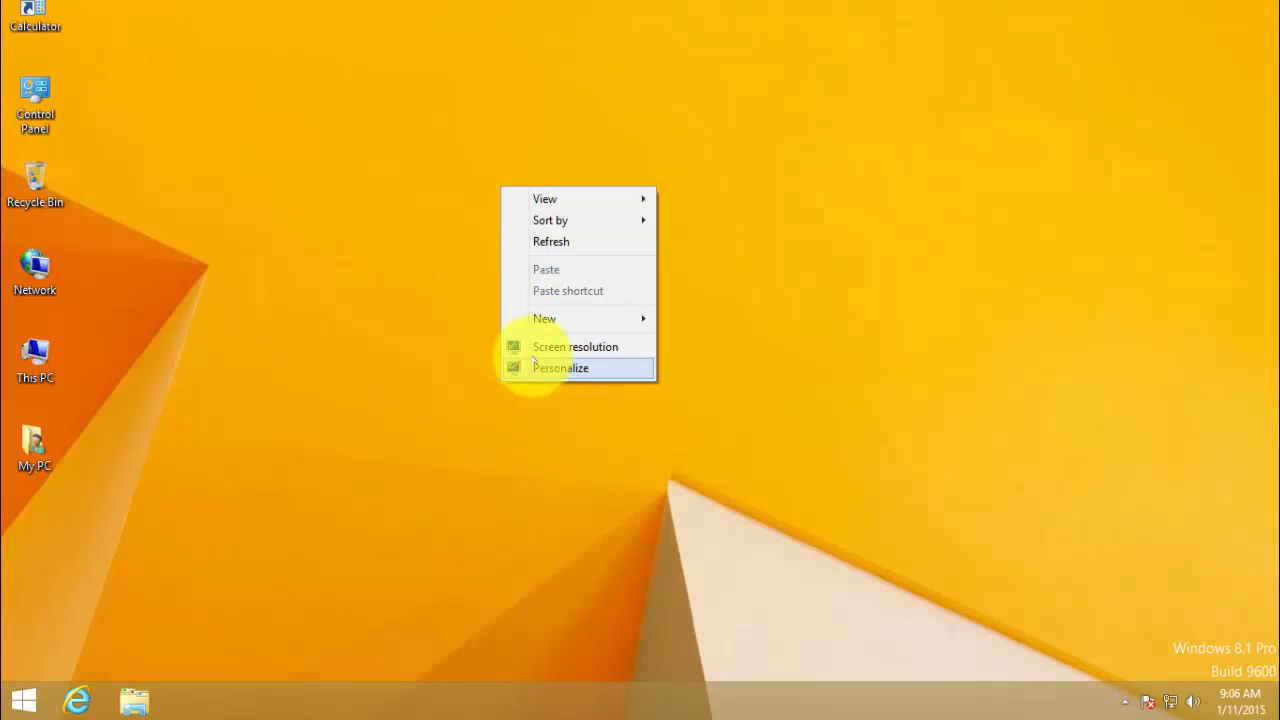 Calculator
Control
Panel
Recycle Bin
Network
This PC
My PC
View
Sort by
Refresh
Paste
Paste shortcut
New
Screen resolution
Personalize
Windows 8.1 Pro
Build 9600
9:06 AM
1/11/2015